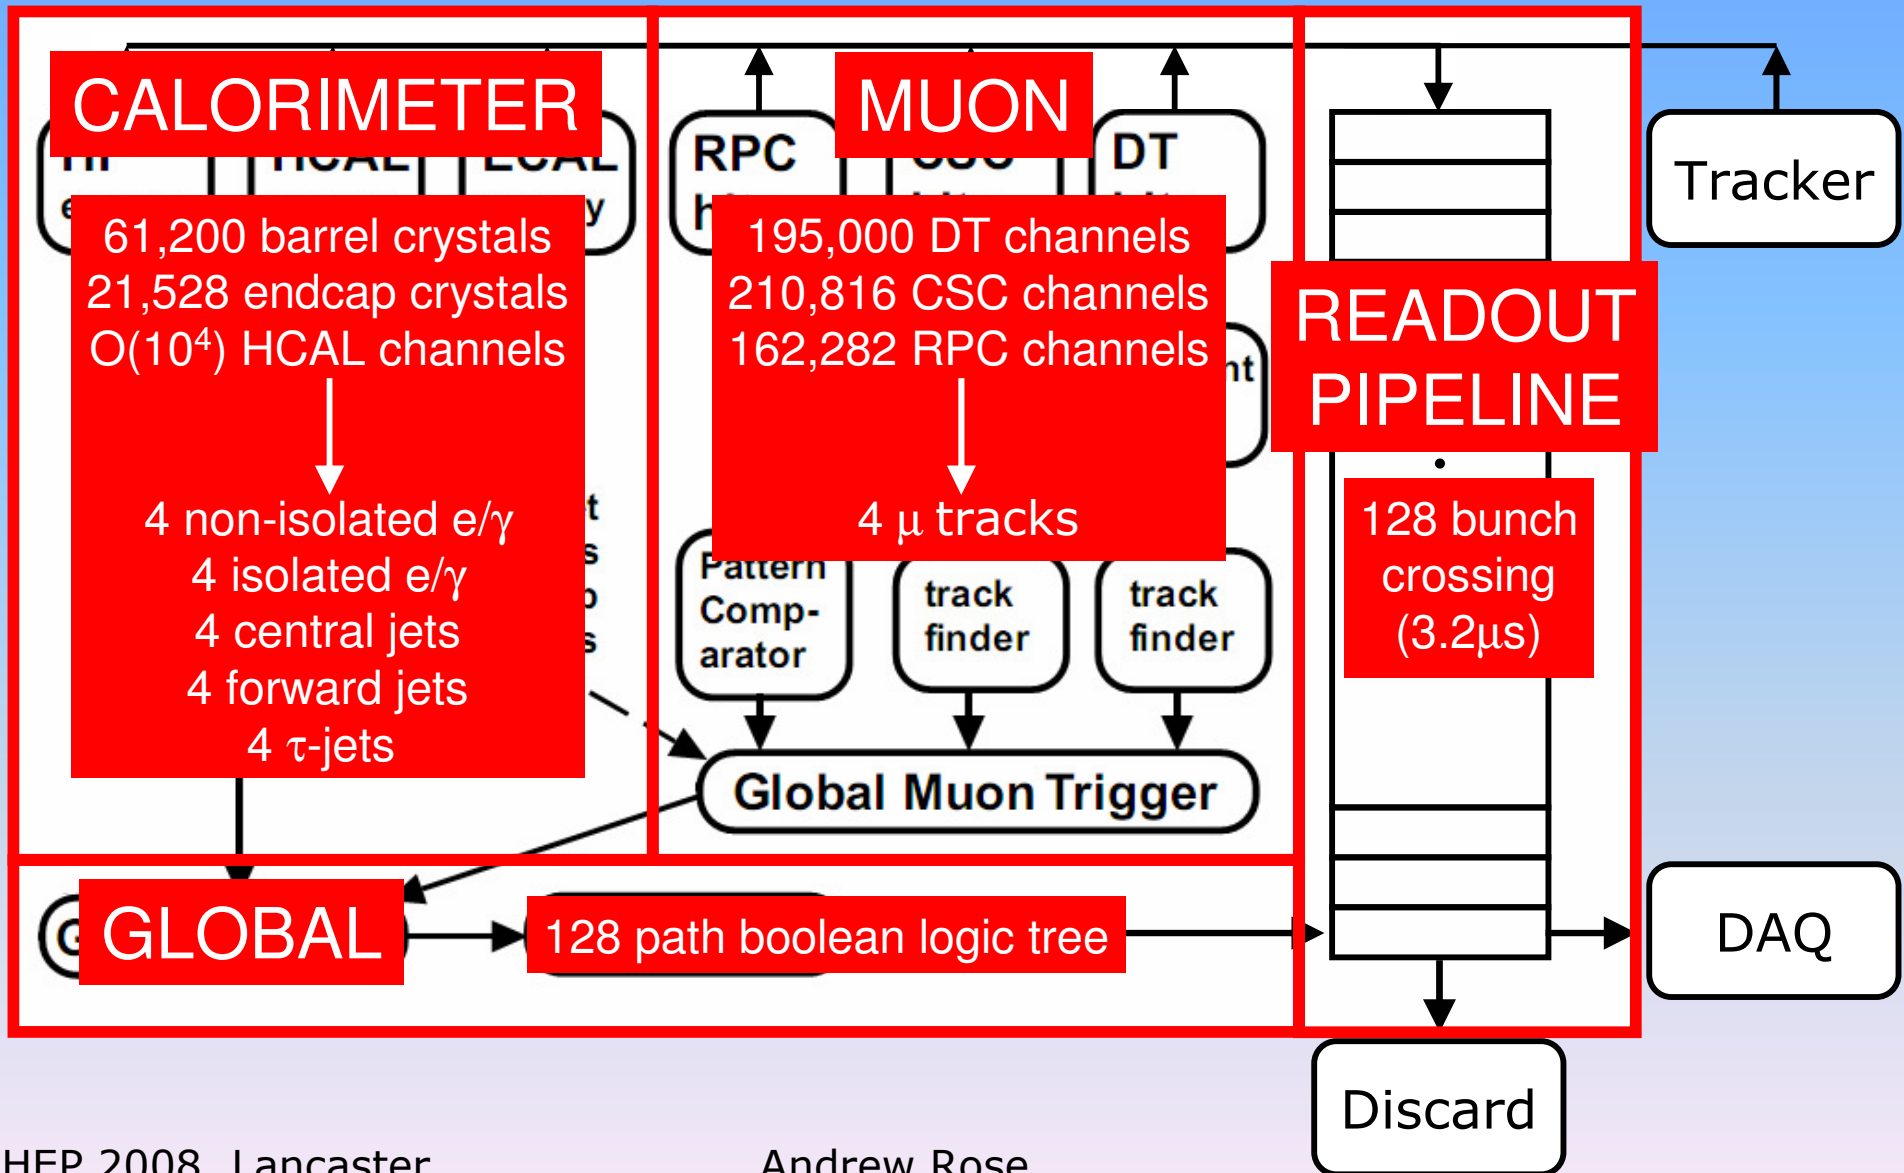 CALORIMETER
MUON
RPC
DT
Tracker
61,200 barrel crystals
21,528 endcap crystals
O(10⁴) HCAL channels
195,000 DT channels
210,816 CSC channels
162,282 RPC channels
READOUT
PIPELINE
4 non-isolated e/γ
4 isolated e/γ
4 central jets
4 forward jets
4 τ-jets
4 μ tracks
128 bunch
crossing
(3.2μs)
Pattern
Comp-
arator
track
finder
track
finder
Global Muon Trigger
GLOBAL
128 path boolean logic tree
DAQ
Discard
HEP 2008, Lancaster
Andrew Rose